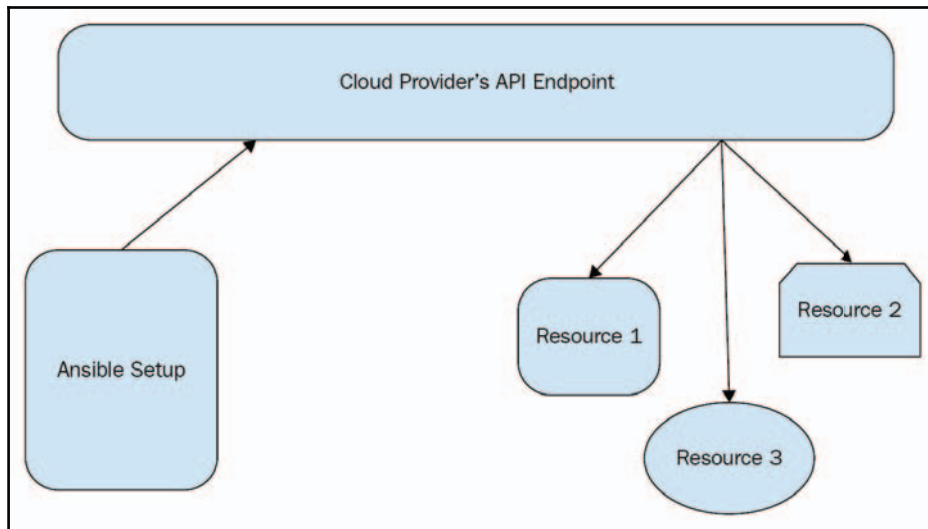 Cloud Provider's API Endpoint
Ansible Setup
Resource 1
Resource 2
Resource 3